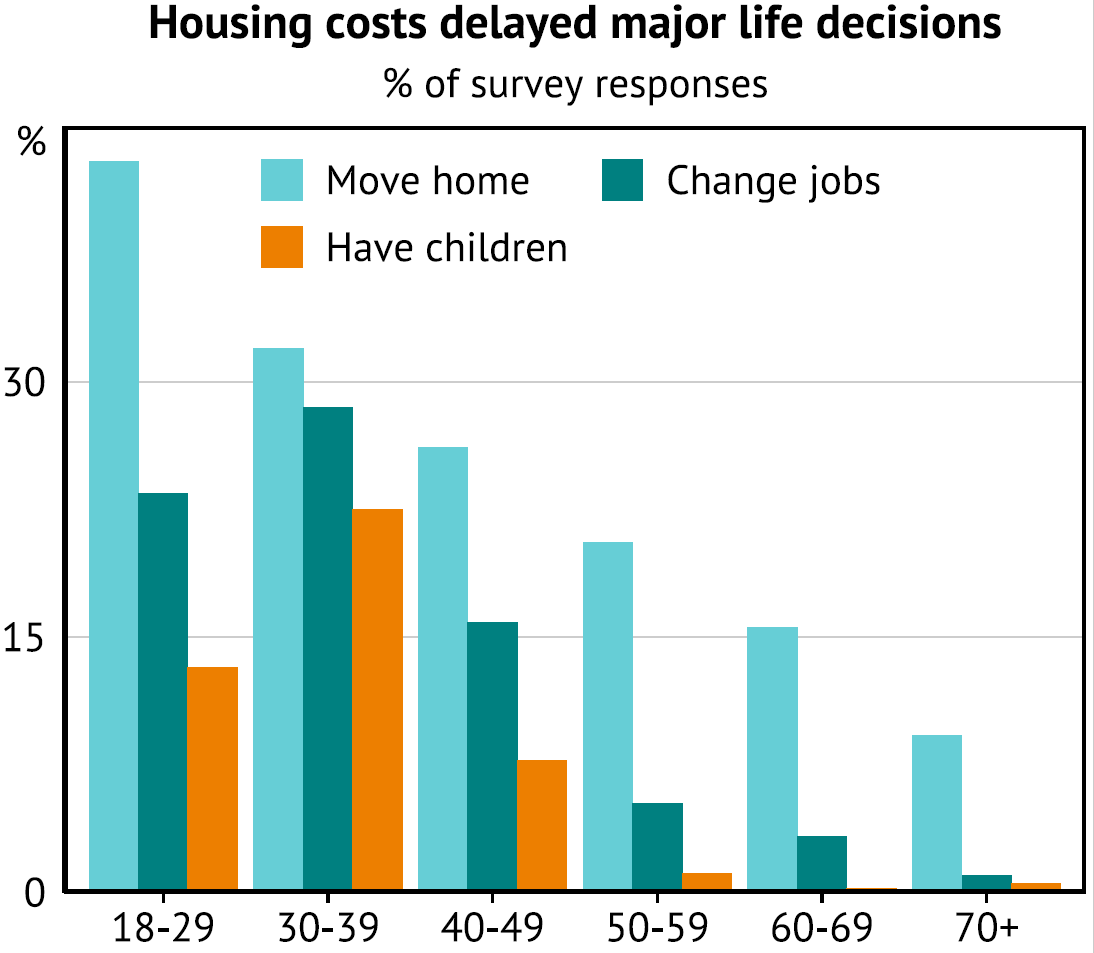 Housing costs delayed major life decisions
% of survey responses
%
Move home
Change jobs
Have children
30
15
0
18-29 30-39 40-49 50-59 60-69 70+